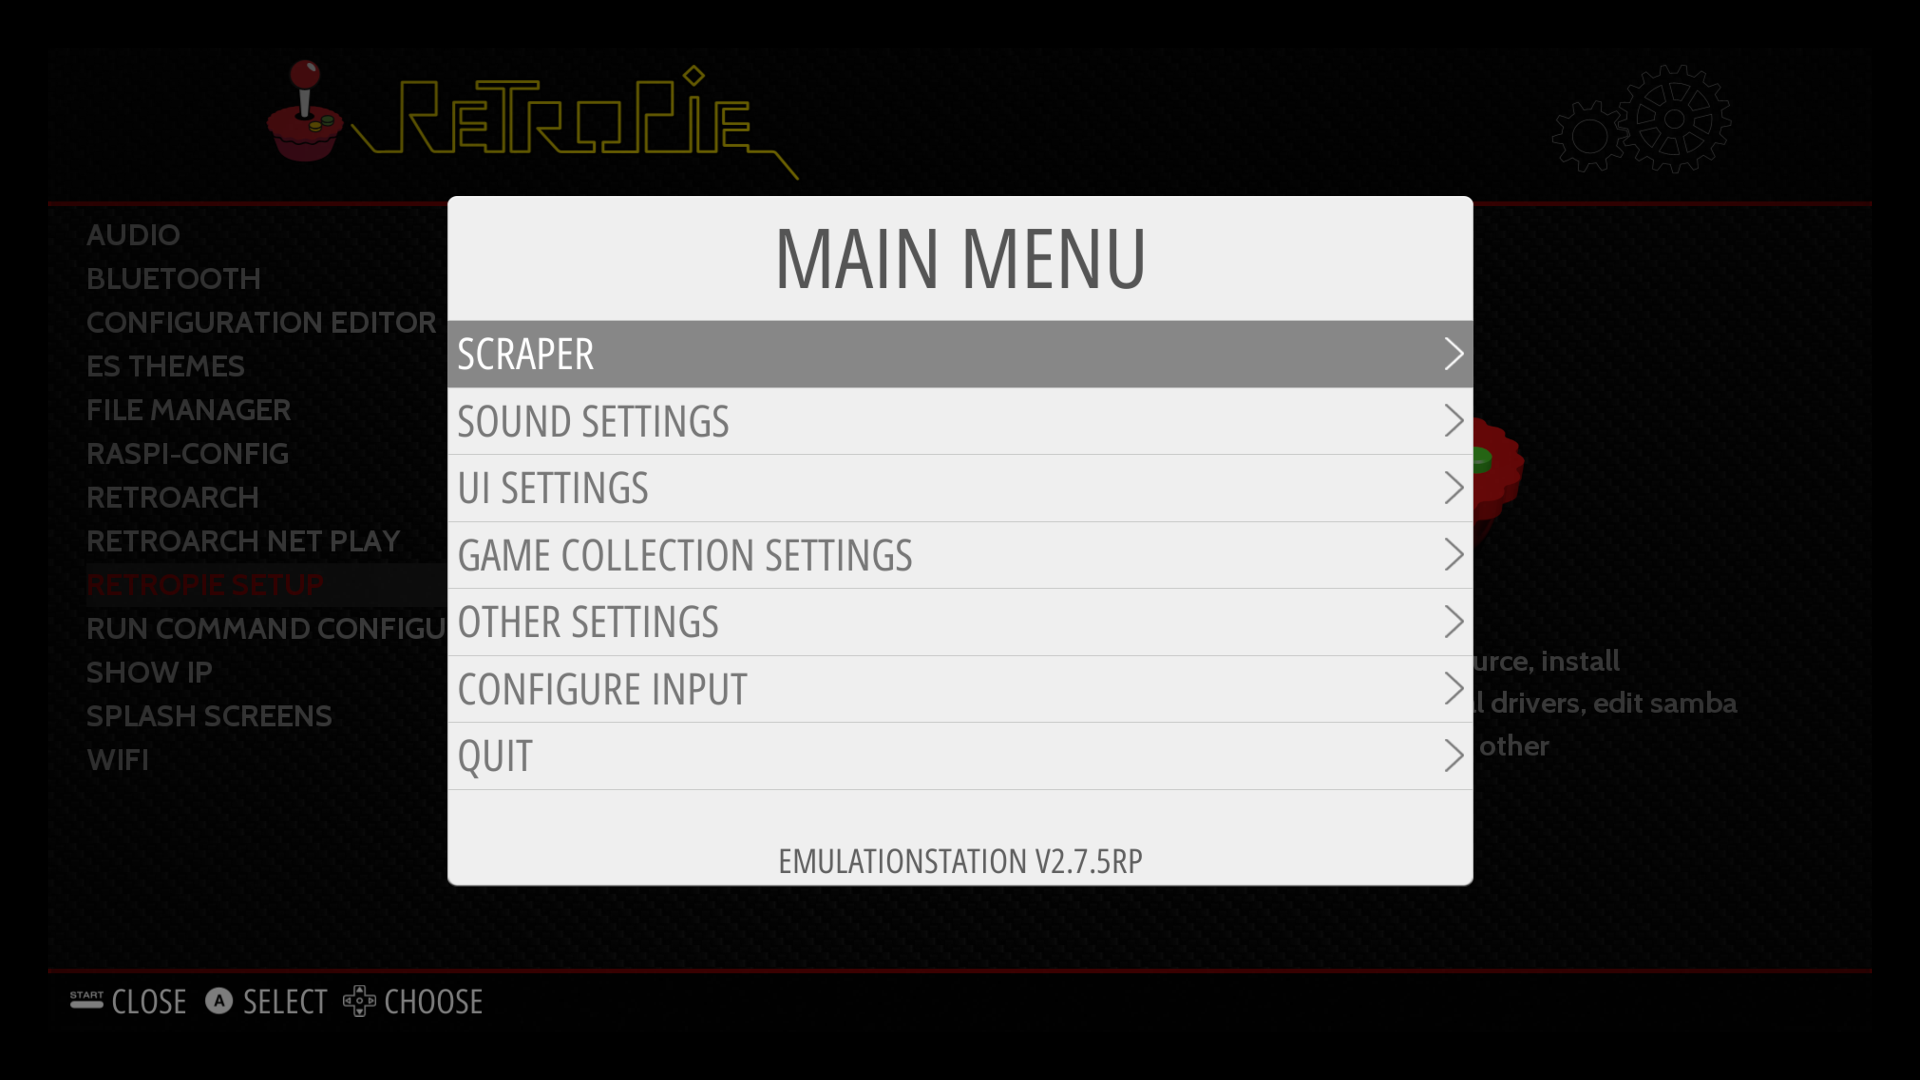 RETROPIE
AUDIO
BLUETOOTH
CONFIGURATION EDITOR
ES THEMES
FILE MANAGER
RASPI-CONFIG
RETROARCH
RETROARCH NET PLAY
RETROPIE SETUP
RUN COMMAND CONFIGU
SHOW IP
SPLASH SCREENS
WIFI
MAIN MENU
SCRAPER
SOUND SETTINGS
UI SETTINGS
GAME COLLECTION SETTINGS
OTHER SETTINGS
CONFIGURE INPUT
QUIT
EMULATIONSTATION V2.7.5RP
urce, install
l drivers, edit samba
other
START CLOSE A SELECT CHOOSE